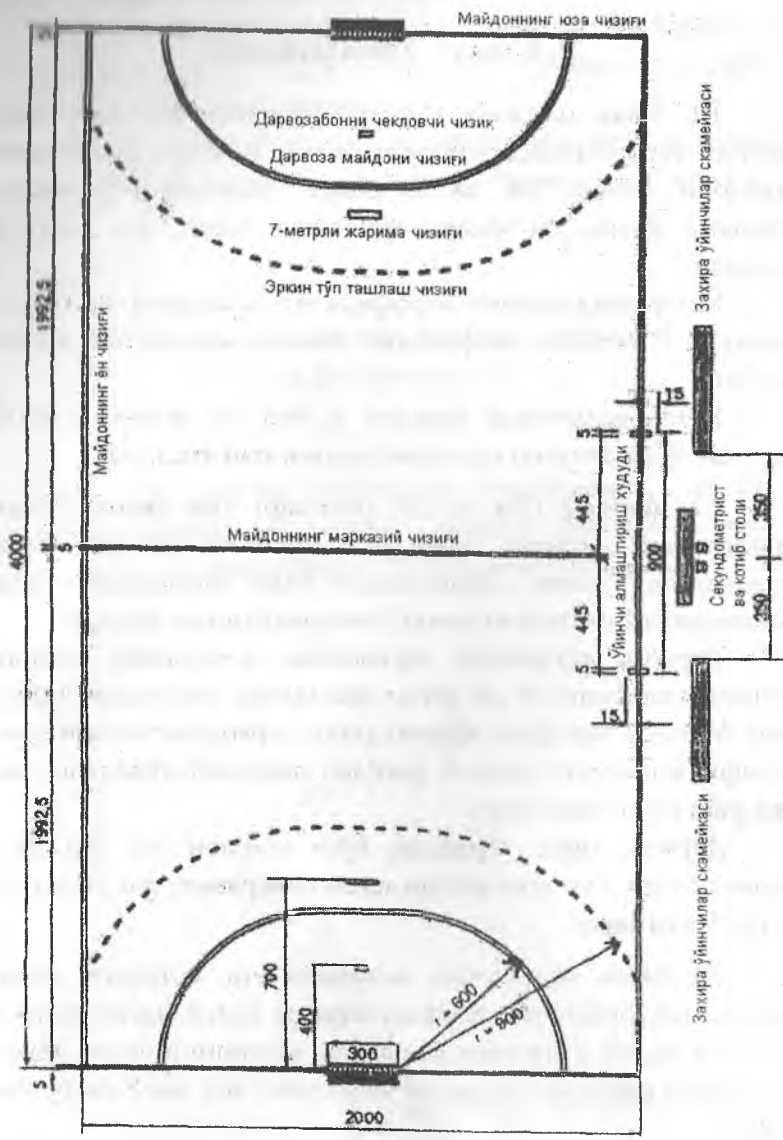 Майдоннинг юза чизиғи
Дарвозабонни чекловчи чизик
Дарвоза майдони чизиғи
7-метрли жарима чизиғи
Эркин тўп ташлаш чизиғи
Майдоннинг ён чизиғи
1992,5
4000
5
Майдоннинг марказий чизиғи
Захира ўйинчилар скамейкаси
15
5
445
Ўйинчи алмаштириш худуди
900
445
5
15
Секундометрист
ва котиб столи
350
350
Захира ўйинчилар скамейкаси
1992,5
700
400
r = 600
r = 900
300
5
2000